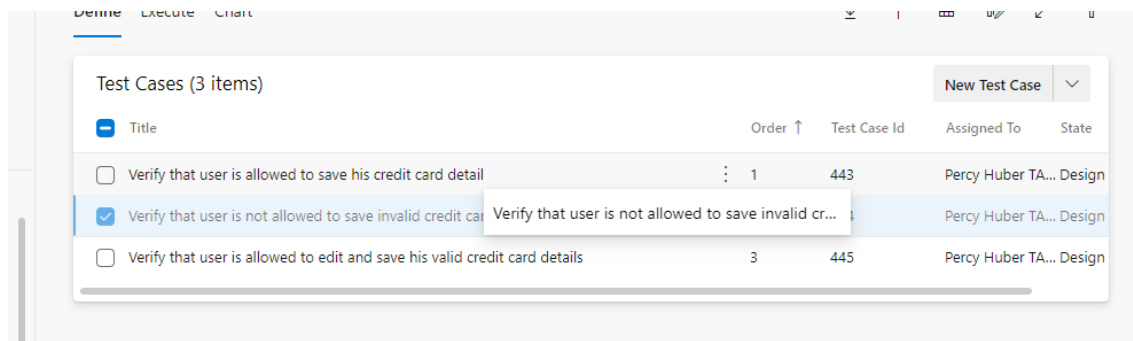 Define Execute Chart
Test Cases (3 items)
New Test Case
Title Order ↑ Test Case Id Assigned To State
Verify that user is allowed to save his credit card detail 1 443 Percy Huber TA... Design
Verify that user is not allowed to save invalid credit car Percy Huber TA... Design
Verify that user is not allowed to save invalid cr...
Verify that user is allowed to edit and save his valid credit card details 3 445 Percy Huber TA... Design